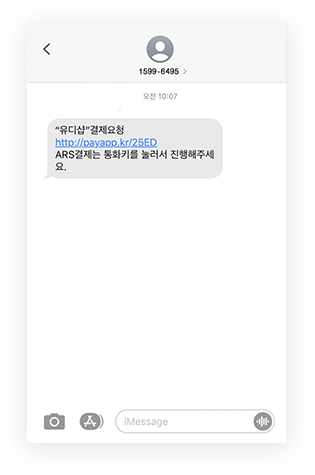 1599-6495 >
오전 10:07
“유디샵”결제요청
http://payapp.kr/25ED
ARS결제는 통화키를 눌러서 진행해주세
요.
iMessage